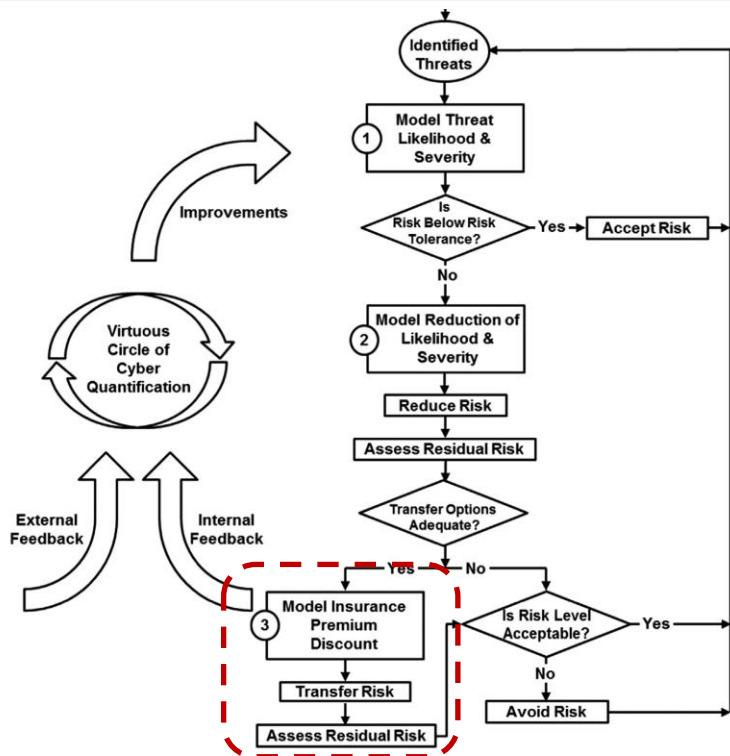 Identified
Threats
1
Model Threat
Likelihood &
Severity
Improvements
Is
Risk Below Risk
Tolerance?
Yes
Accept Risk
No
Virtuous
Circle of
Cyber
Quantification
2
Model Reduction of
Likelihood &
Severity
Reduce Risk
Assess Residual Risk
Transfer Options
Adequate?
External
Feedback
Internal
Feedback
Yes
No
3
Model Insurance
Premium
Discount
Is Risk Level
Acceptable?
Yes
No
Transfer Risk
Assess Residual Risk
Avoid Risk